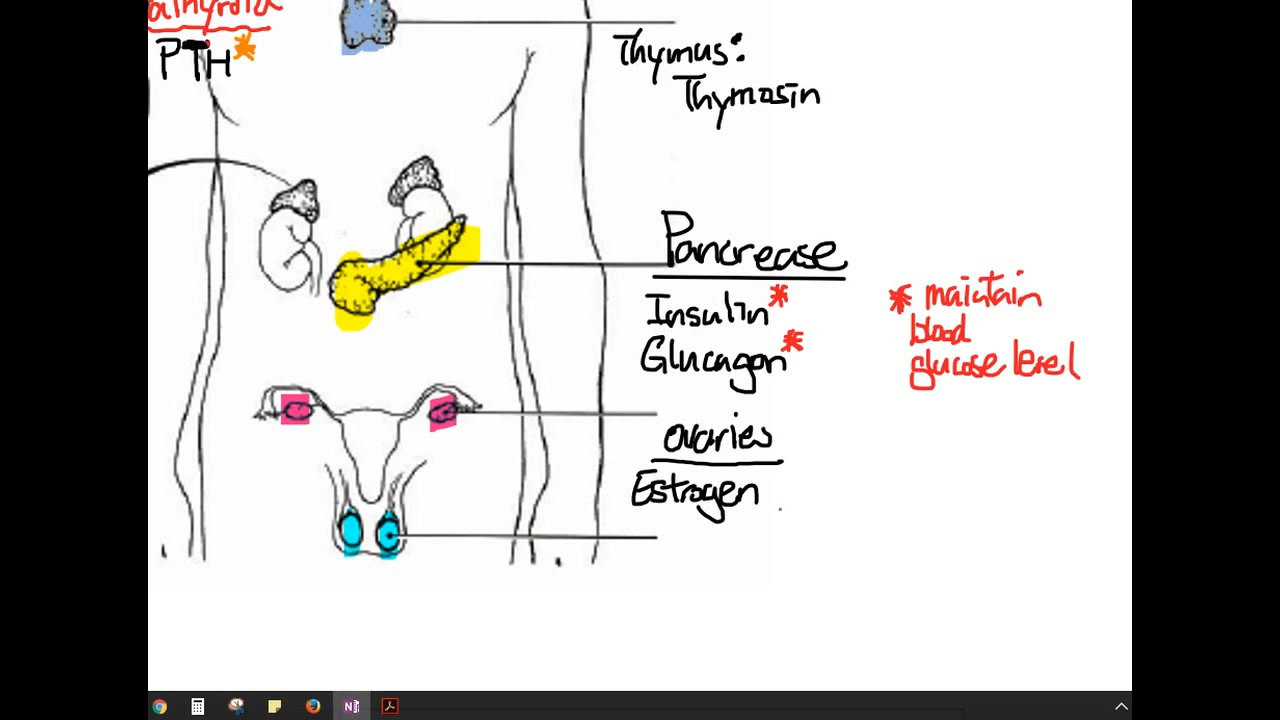 PTH*
Thymus:
Thymosin
Pancrease
Insulin*
Glucagon*
* maintain
blood
glucose level
ovaries
Estrogen